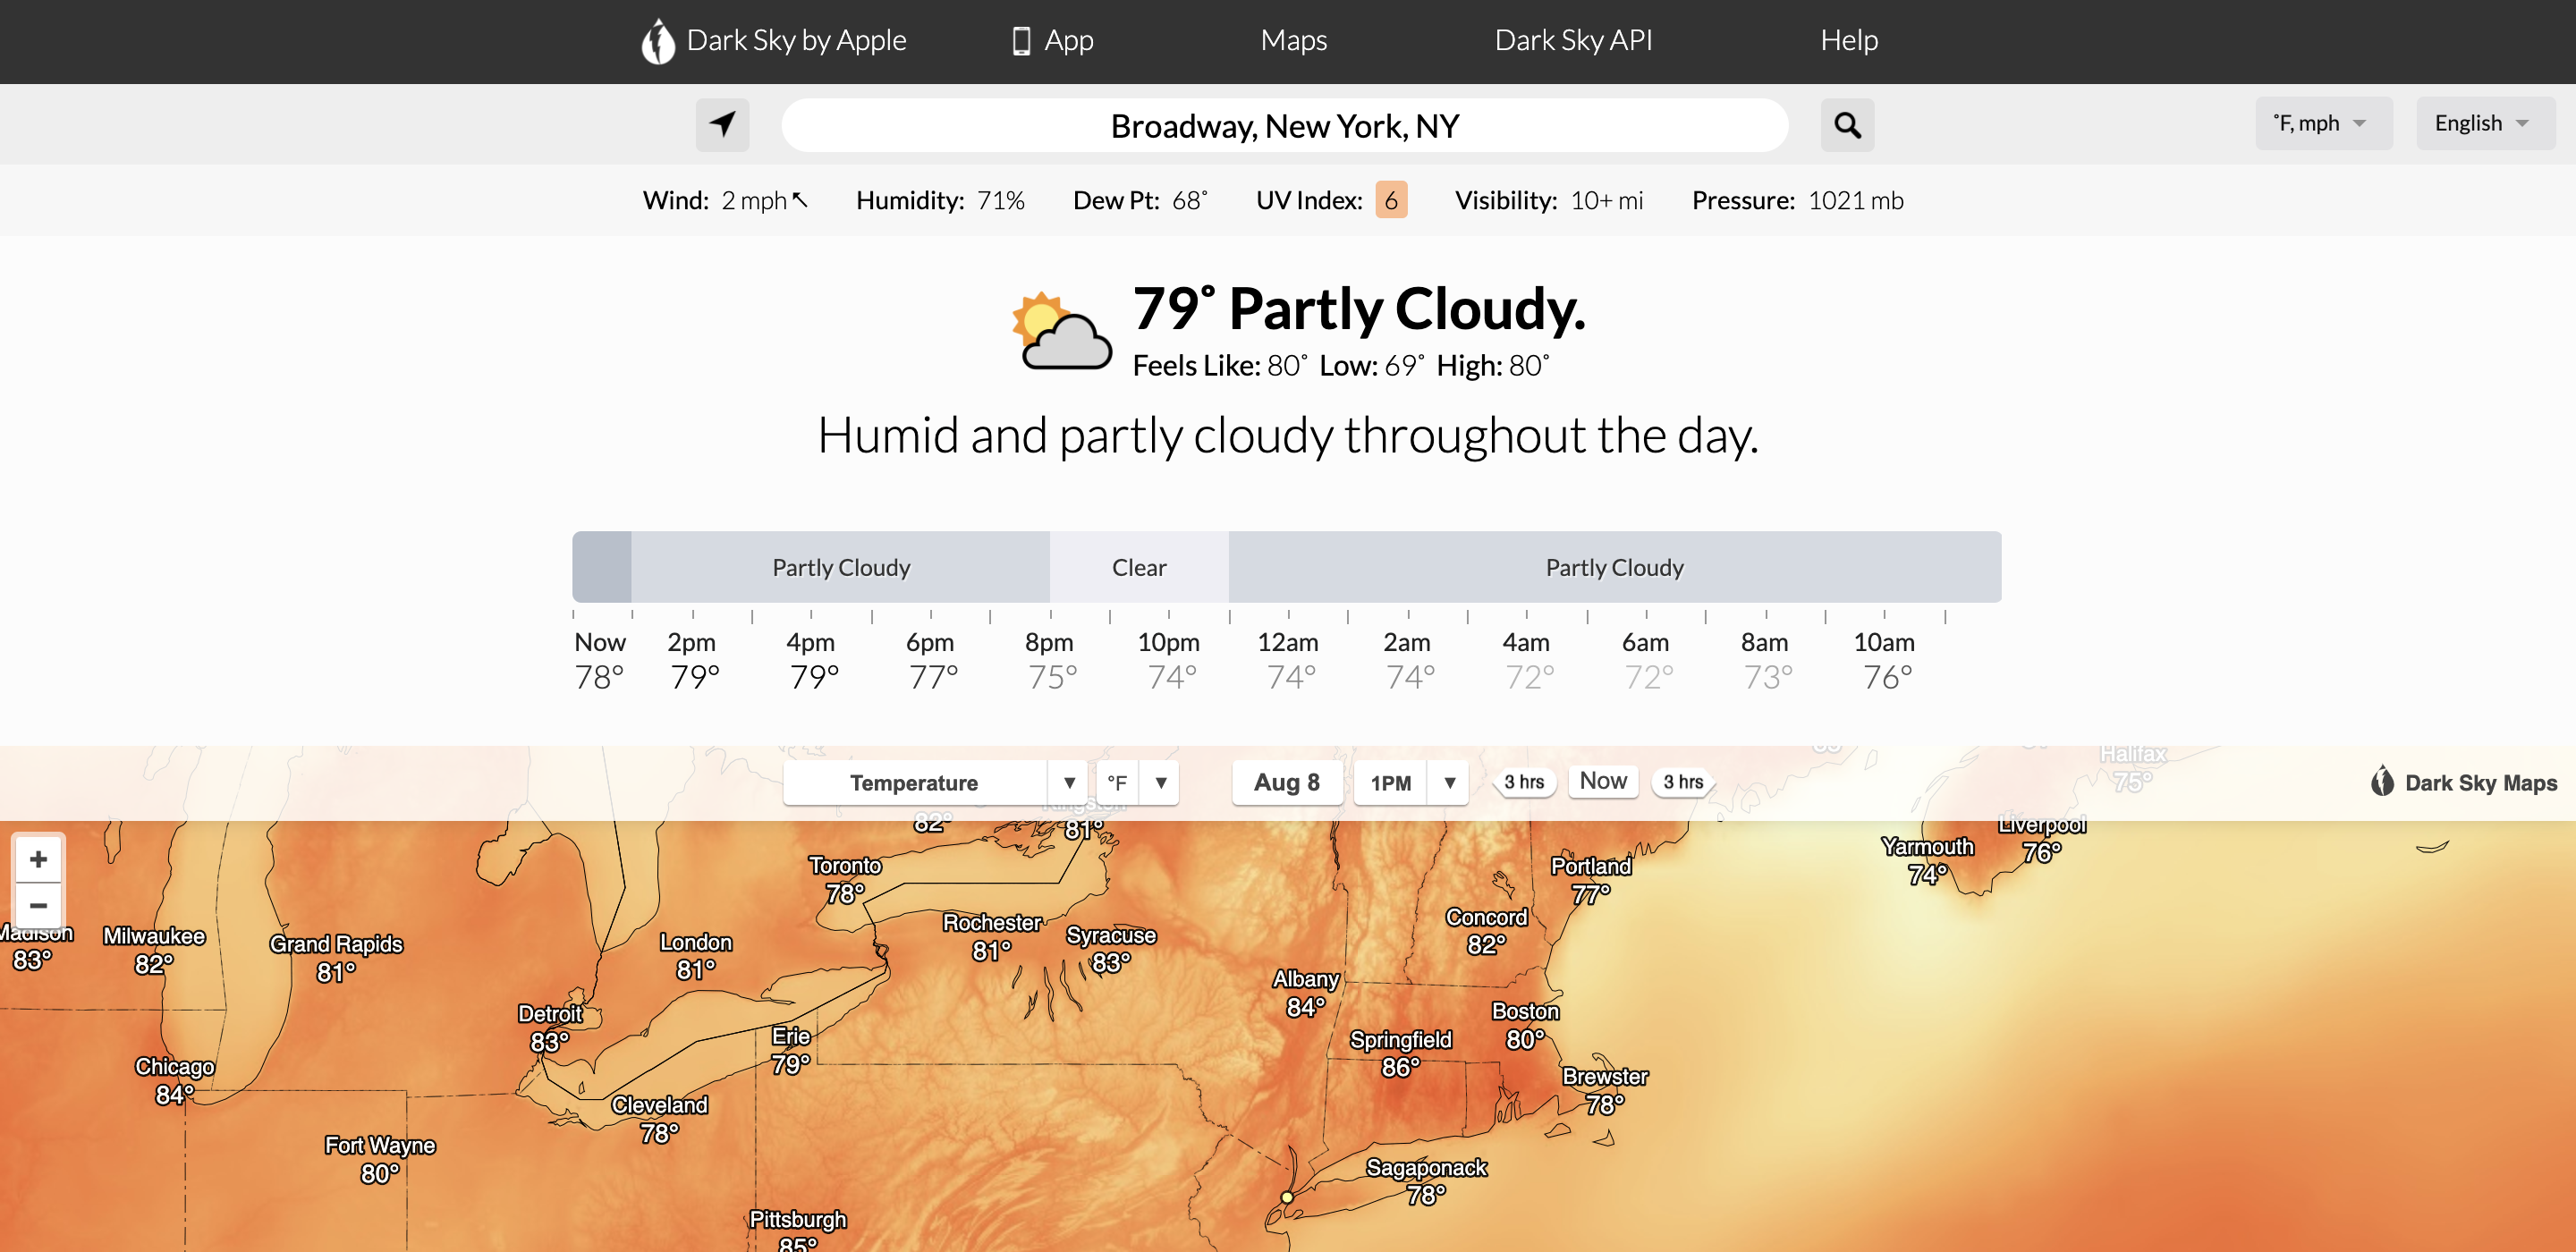 Dark Sky by Apple App Maps Dark Sky API Help
Broadway, New York, NY °F, mph English
Wind: 2 mph Humidity: 71% Dew Pt: 68° UV Index: 6 Visibility: 10+ mi Pressure: 1021 mb
79° Partly Cloudy.
Feels Like: 80° Low: 69° High: 80°
Humid and partly cloudy throughout the day.
Partly Cloudy Clear Partly Cloudy
Now 2pm 4pm 6pm 8pm 10pm 12am 2am 4am 6am 8am 10am
78° 79° 79° 77° 75° 74° 74° 74° 72° 72° 73° 76°
Halifax
75°
Temperature °F Aug 8 1PM 3 hrs Now 3 hrs Dark Sky Maps
Kingston
81°
82°
Liverpool
76°
Yarmouth
74°
+
−
Toronto
78°
Portland
77°
Rochester
81°
Syracuse
83°
Concord
82°
Madison
83°
Milwaukee
82°
Grand Rapids
81°
London
81°
Albany
84°
Detroit
83°
Boston
80°
Erie
79°
Springfield
86°
Chicago
84°
Brewster
78°
Cleveland
78°
Fort Wayne
80°
Sagaponack
78°
Pittsburgh
85°